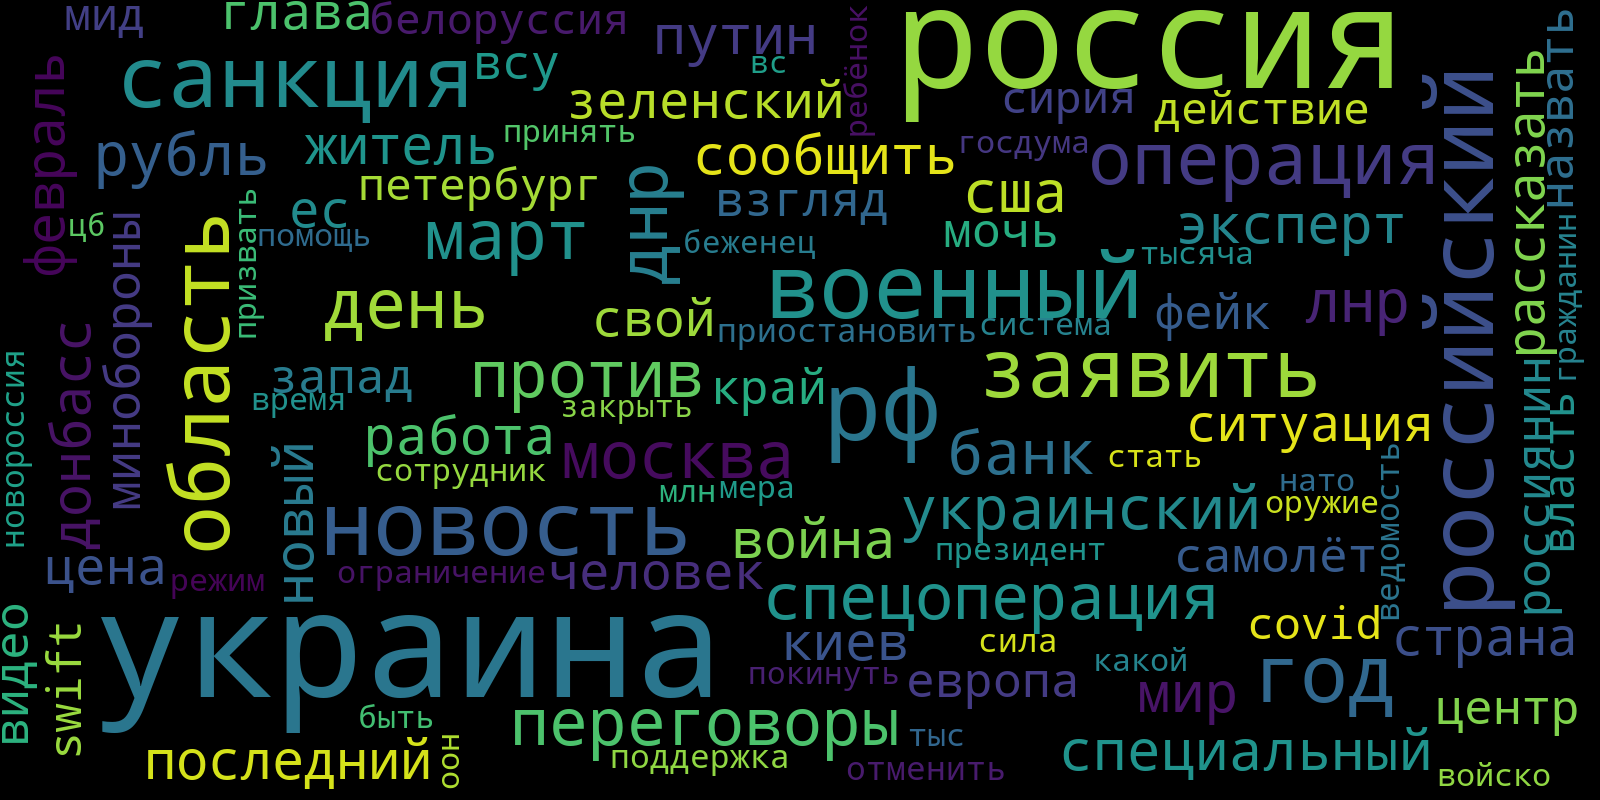 мид
глава
белоруссия
россия
путин
санкция
всу
вс
ребёнок
зеленский
сирия
действие
российский
рассказать
назвать
февраль
рубль
житель
принять
сообщить
госдума
операция
петербург
днр
взгляд
сша
эксперт
ес
март
мочь
цб
помощь
беженец
тысяча
призвать
область
минобороны
день
военный
свой
приостановить
система
фейк
лнр
гражданин
новороссия
донбасс
запад
против
край
заявить
время
закрыть
рф
россиянин
власть
работа
москва
банк
ситуация
сотрудник
стать
новый
новость
млн
мера
нато
оружие
ведомость
украинский
война
президент
самолёт
цена
режим
ограничение
человек
спецоперация
видео
swift
украина
киев
сила
covid
страна
покинуть
европа
какой
мир
год
быть
переговоры
тыс
центр
последний
оон
поддержка
отменить
специальный
войско